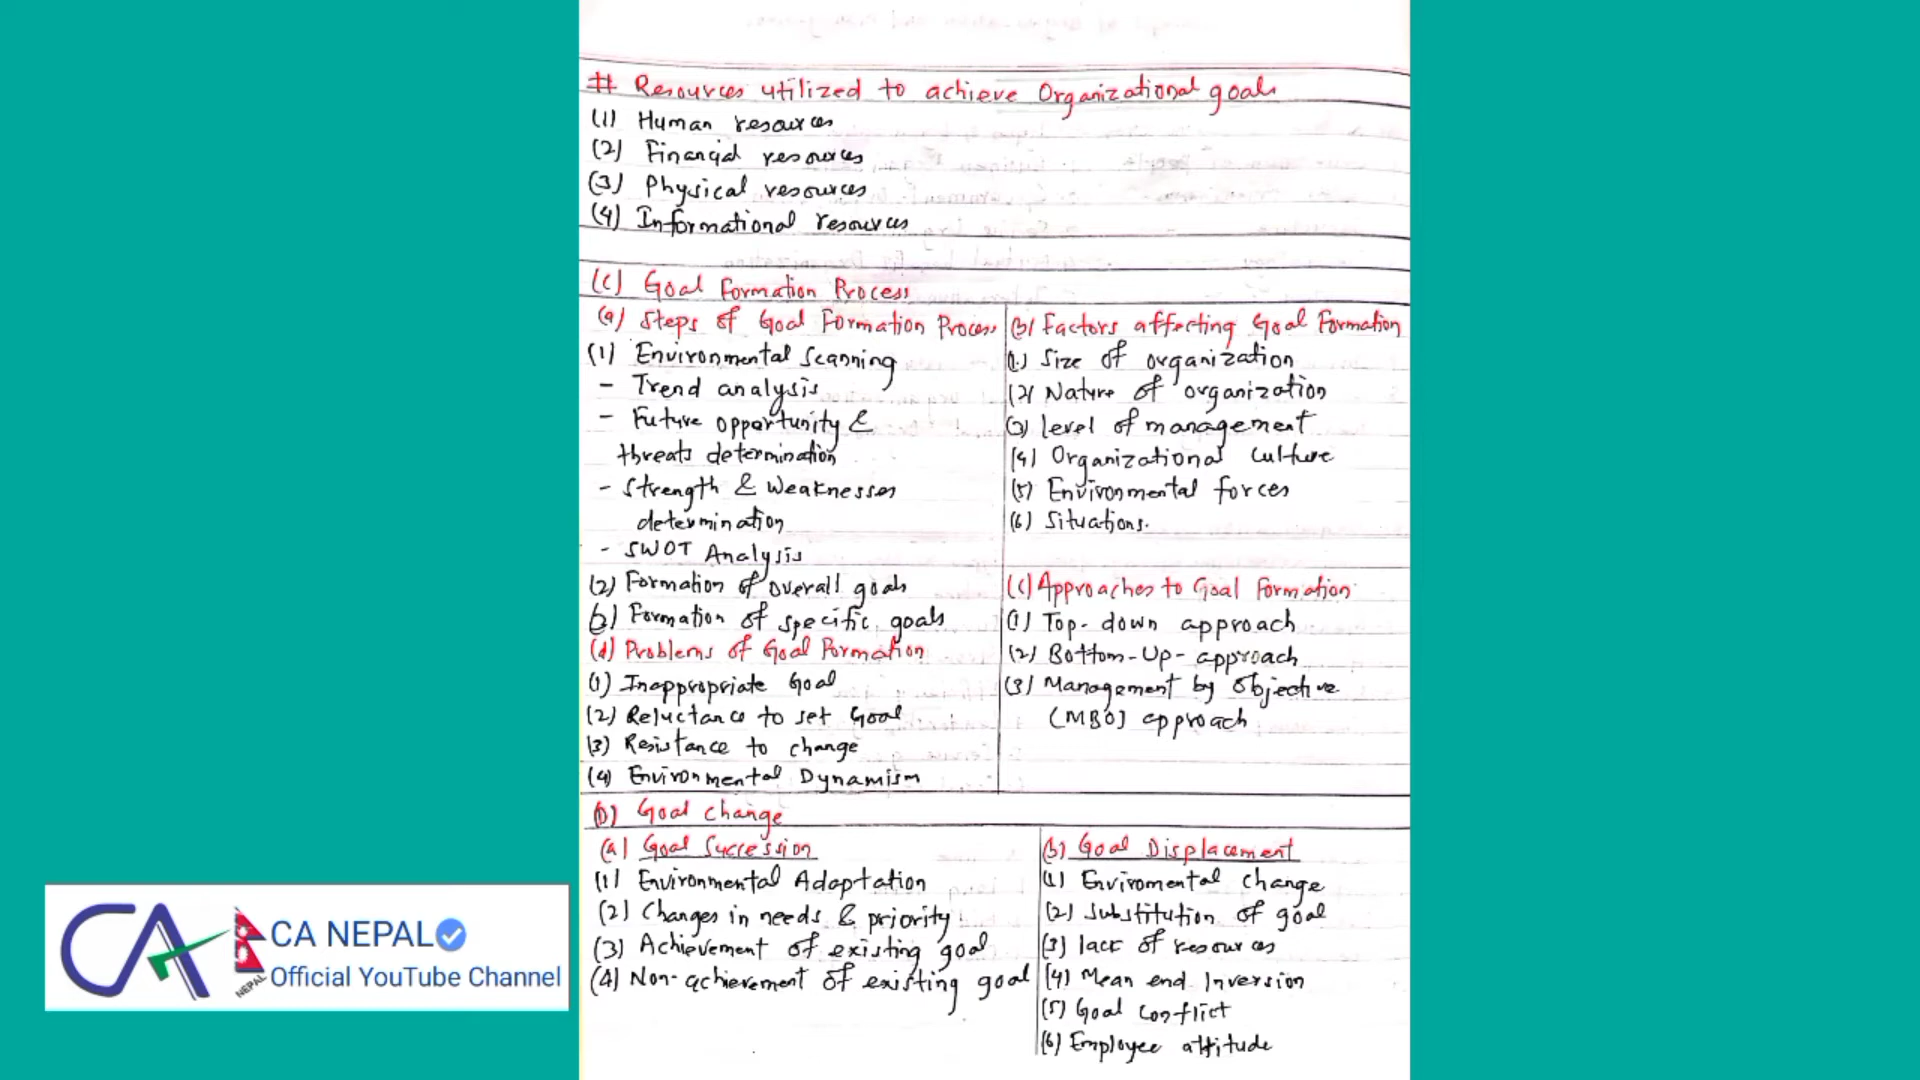 # Resources utilized to achieve Organizational goals
(1) Human resources
(2) Financial resources
(3) Physical resources
(4) Informational resources
(C) Goal Formation Process
(a) Steps of Goal Formation Process
(1) Environmental Scanning
- Trend analysis
- Future opportunity &
threats determination
- Strength & Weaknesses
determination
- SWOT Analysis
(2) Formation of overall goals
(3) Formation of specific goals
(d) Problems of Goal Formation
(1) Inappropriate Goal
(2) Reluctance to set Goal
(3) Resistance to change
(4) Environmental Dynamism
(b) Factors affecting Goal Formation
(1) Size of organization
(2) Nature of organization
(3) level of management
(4) Organizational culture
(5) Environmental forces
(6) Situations.
(c) Approaches to Goal Formation
(1) Top-down approach
(2) Bottom-Up-approach
(3) Management by objective
(MBO) approach
(D) Goal Change
(a) Goal Succession
(1) Environmental Adaptation
(2) Changes in needs & priority
(3) Achievement of existing goal
(4) Non-achievement of existing goal
(b) Goal Displacement
(1) Enviromental change
(2) Substitution of goal
(3) lack of resources
(4) Mean end Inversion
(5) Goal conflict
(6) Employee attitude
CA
NEPAL
CA NEPAL
Official YouTube Channel